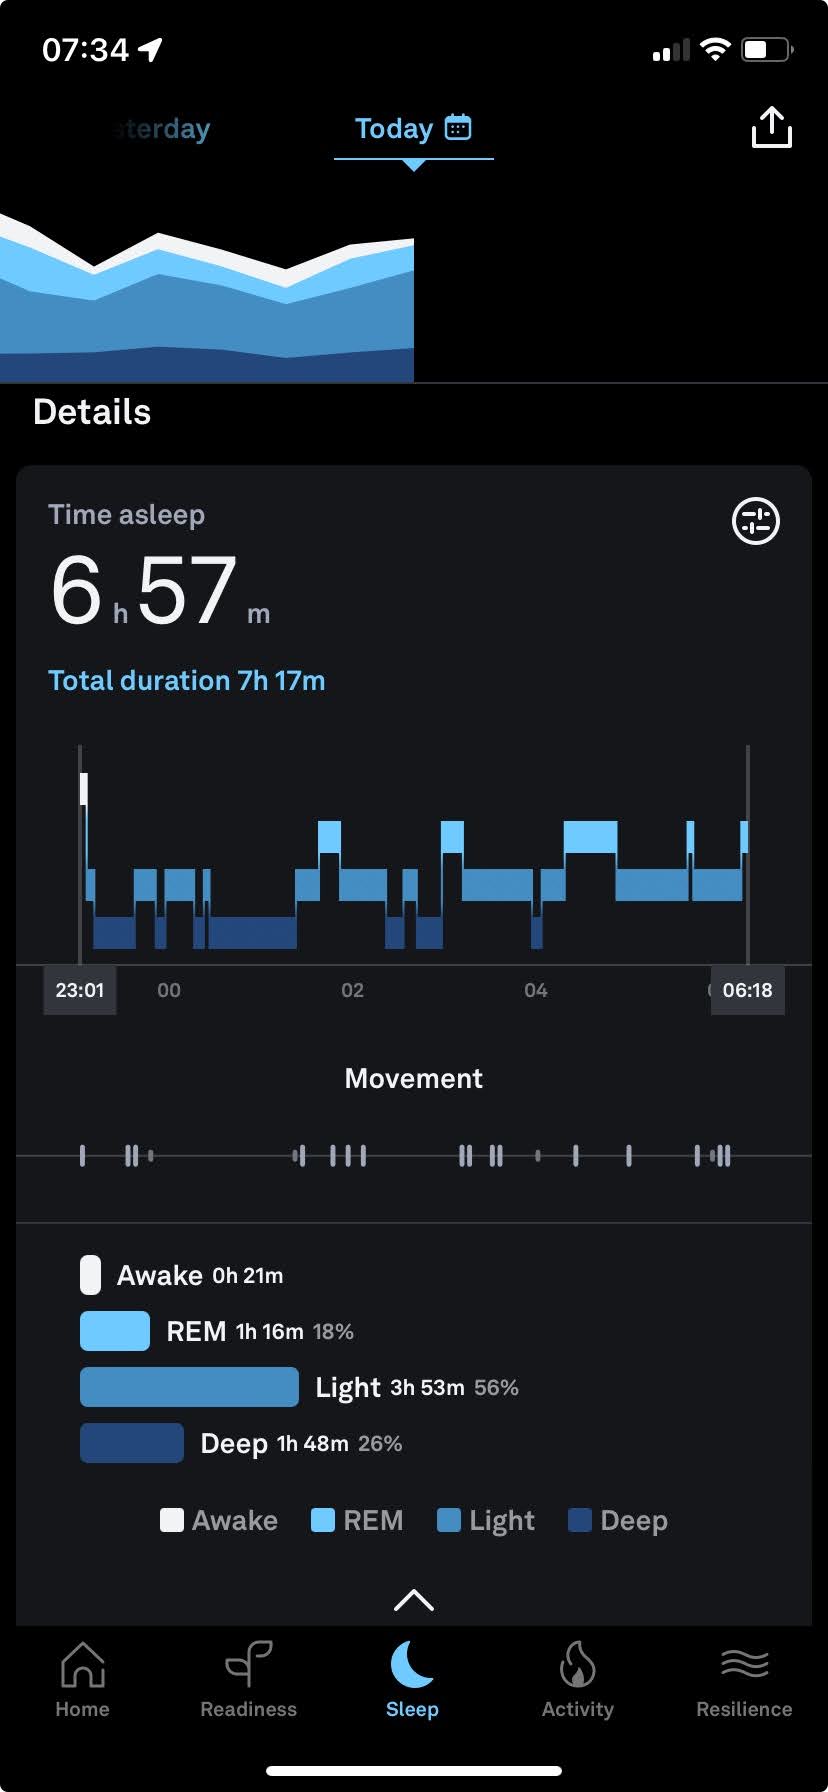 07:34
sterday Today
Details
Time asleep
6 h 57 m
Total duration 7h 17m
23:01 00 02 04 06:18
Movement
Awake 0h 21m
REM 1h 16m 18%
Light 3h 53m 56%
Deep 1h 48m 26%
Awake REM Light Deep
Home Readiness Sleep Activity Resilience